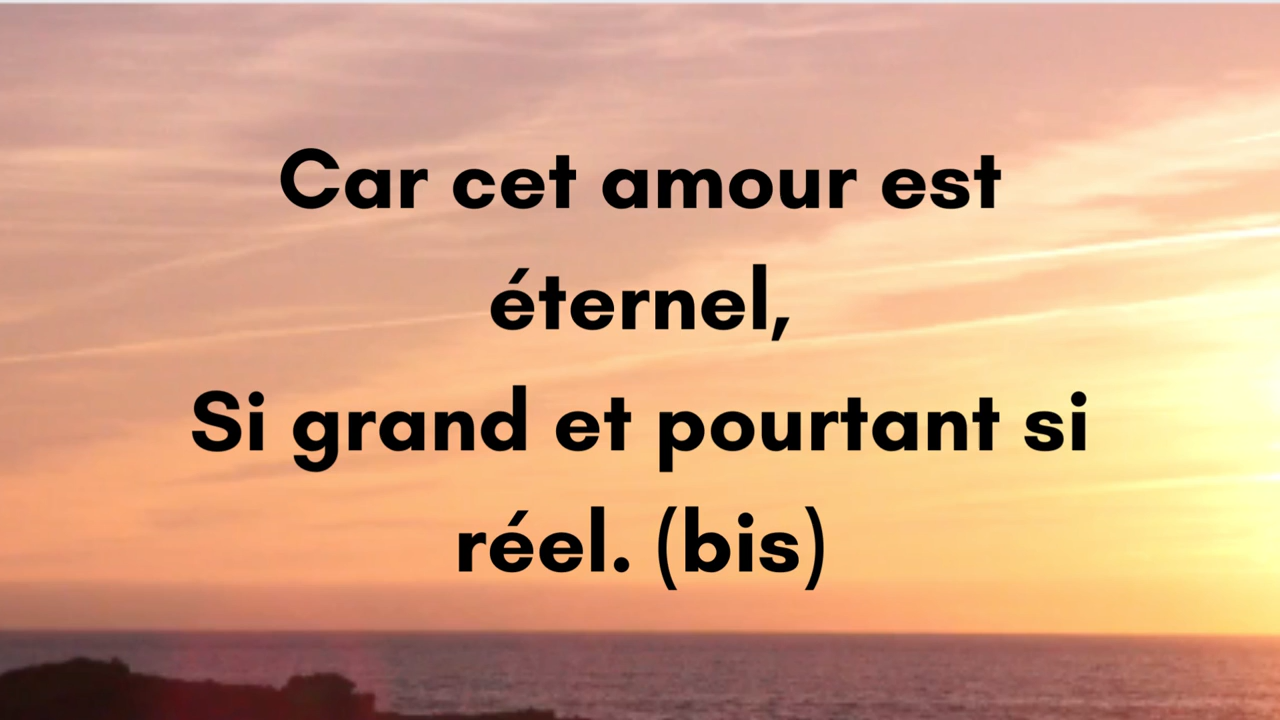 Car cet amour est
éternel,
Si grand et pourtant si
réel. (bis)